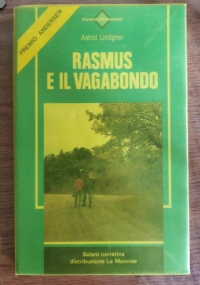 PREMIO ANDERSEN
Astrid Lindgren
RASMUS
E IL VAGABONDO
Salani narrativa
distribuzione Le Monnier